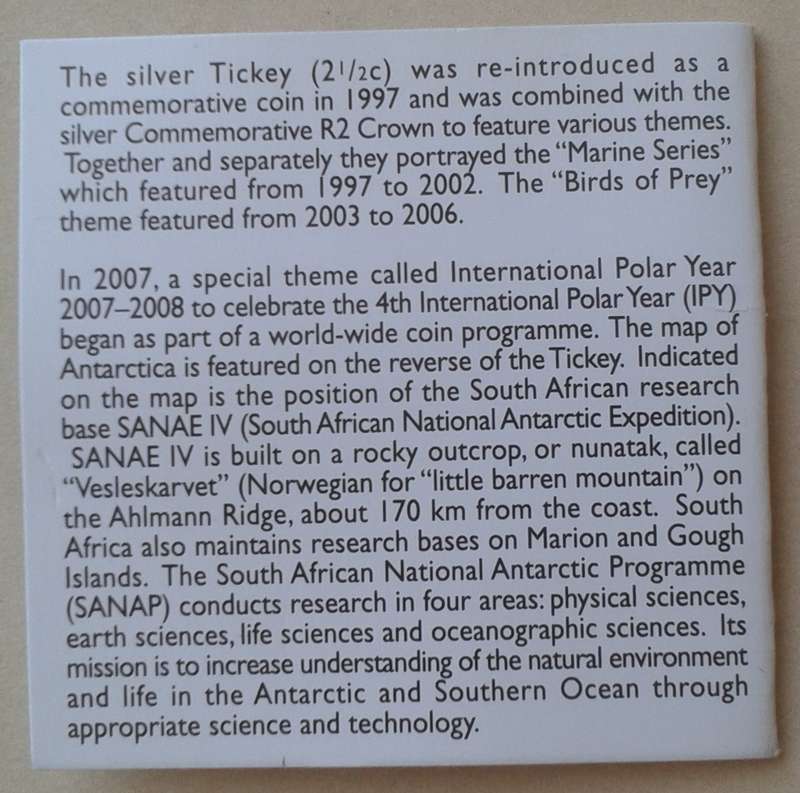 The silver Tickey (2¹/2c) was re-introduced as a
commemorative coin in 1997 and was combined with the
silver Commemorative R2 Crown to feature various themes.
Together and separately they portrayed the “Marine Series”
which featured from 1997 to 2002. The “Birds of Prey”
theme featured from 2003 to 2006.
In 2007, a special theme called International Polar Year
2007–2008 to celebrate the 4th International Polar Year (IPY)
began as part of a world-wide coin programme. The map of
Antarctica is featured on the reverse of the Tickey. Indicated
on the map is the position of the South African research
base SANAE IV (South African National Antarctic Expedition).
SANAE IV is built on a rocky outcrop, or nunatak, called
“Vesleskarvet” (Norwegian for “little barren mountain”) on
the Ahlmann Ridge, about 170 km from the coast. South
Africa also maintains research bases on Marion and Gough
Islands. The South African National Antarctic Programme
(SANAP) conducts research in four areas: physical sciences,
earth sciences, life sciences and oceanographic sciences. Its
mission is to increase understanding of the natural environment
and life in the Antarctic and Southern Ocean through
appropriate science and technology.